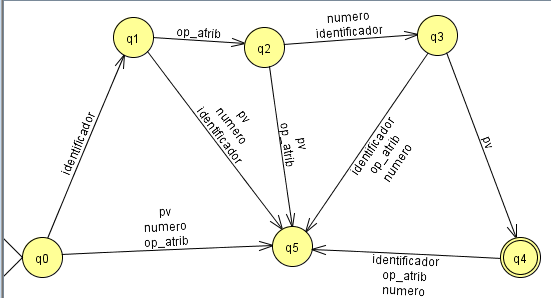 q1
op_atrib
q2
numero
identificador
q3
identificador
pv
numero
identificador
pv
op_atrib
identificador
op_atrib
numero
pv
q0
pv
numero
op_atrib
q5
identificador
op_atrib
numero
q4